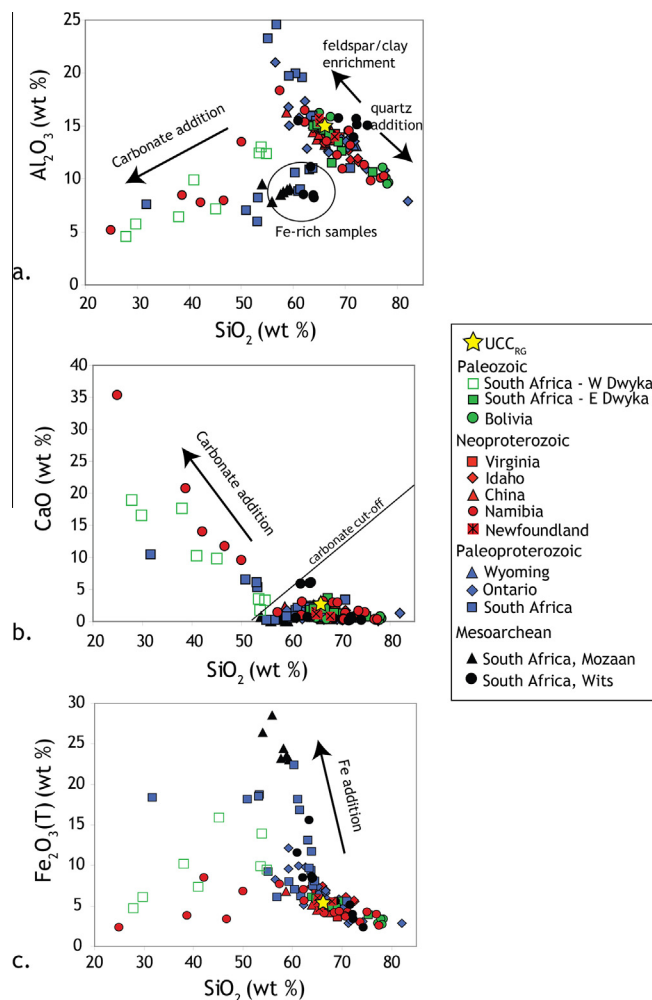 25
20
15
10
5
0
Al2O3 (wt %)
feldspar/clay
enrichment
quartz
addition
Carbonate addition
Fe-rich samples
20 30 40 50 60 70 80
a.
SiO2 (wt %)
40
35
30
25
20
15
10
5
0
CaO (wt %)
Carbonate addition
carbonate cut-off
20 30 40 50 60 70 80
b.
SiO2 (wt %)
30
25
20
15
10
5
0
Fe2O3(T) (wt %)
Fe addition
20 30 40 50 60 70 80
c.
SiO2 (wt %)
UCCRG
Paleozoic
South Africa - W Dwyka
South Africa - E Dwyka
Bolivia
Neoproterozoic
Virginia
Idaho
China
Namibia
Newfoundland
Paleoproterozoic
Wyoming
Ontario
South Africa
Mesoarchean
South Africa, Mozaan
South Africa, Wits